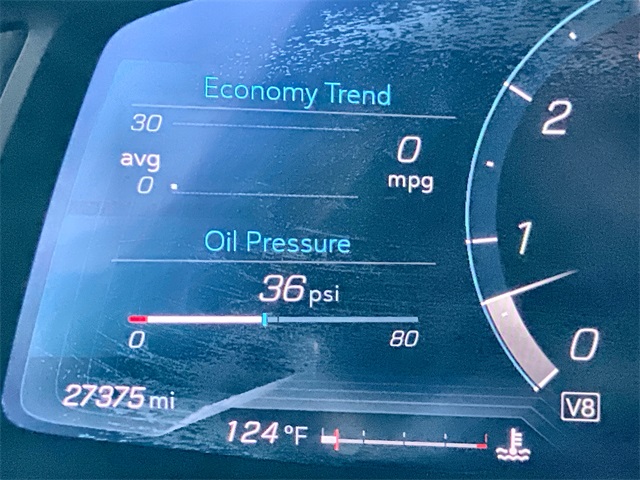 Economy Trend
30
avg
0
0
mpg
Oil Pressure
36 psi
0
80
27375 mi
124 °F
2
1
0
V8